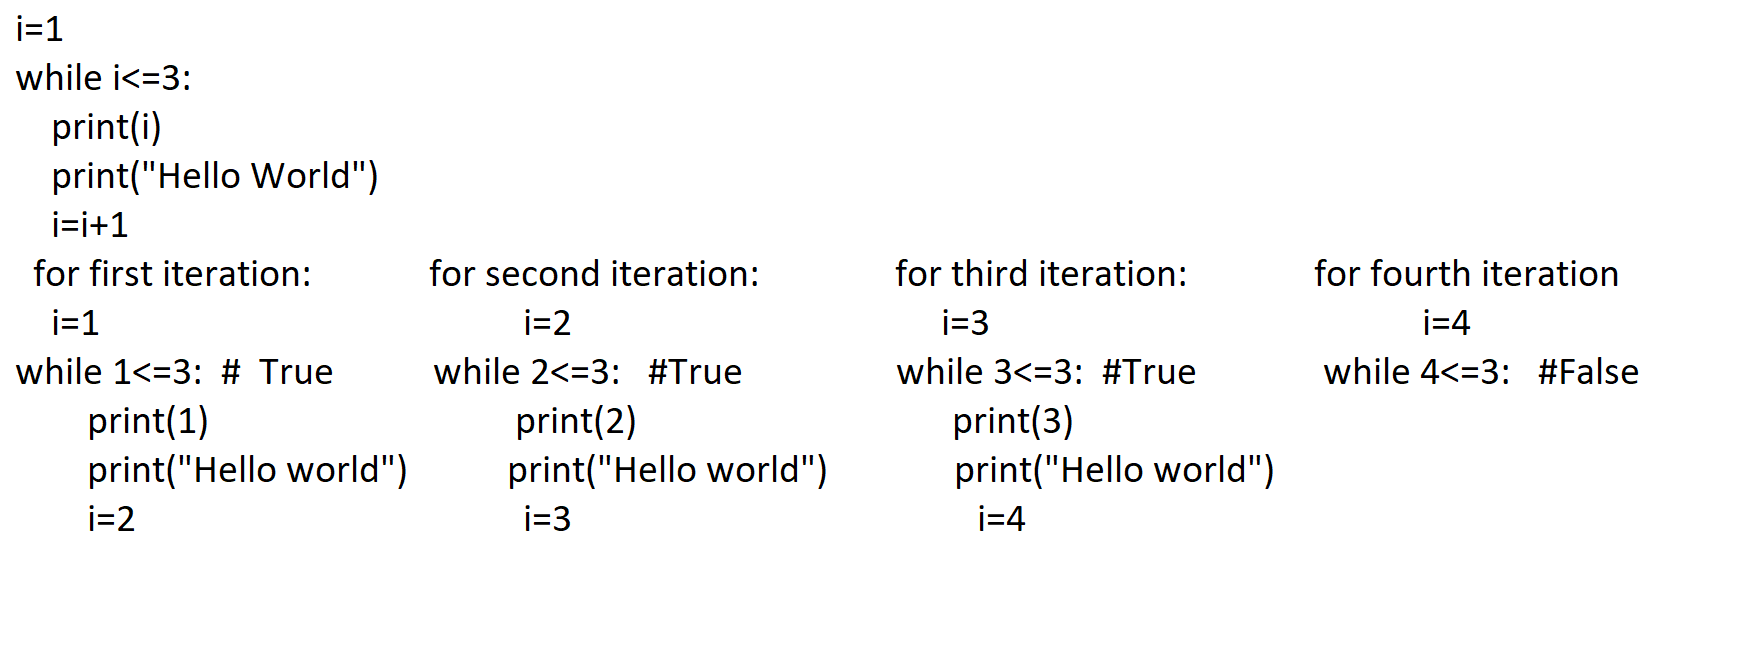 i=1
while i<=3:
print(i)
print("Hello World")
i=i+1
for first iteration: for second iteration: for third iteration: for fourth iteration
i=1 i=2 i=3 i=4
while 1<=3: # True while 2<=3: #True while 3<=3: #True while 4<=3: #False
print(1) print(2) print(3)
print("Hello world") print("Hello world") print("Hello world")
i=2 i=3 i=4